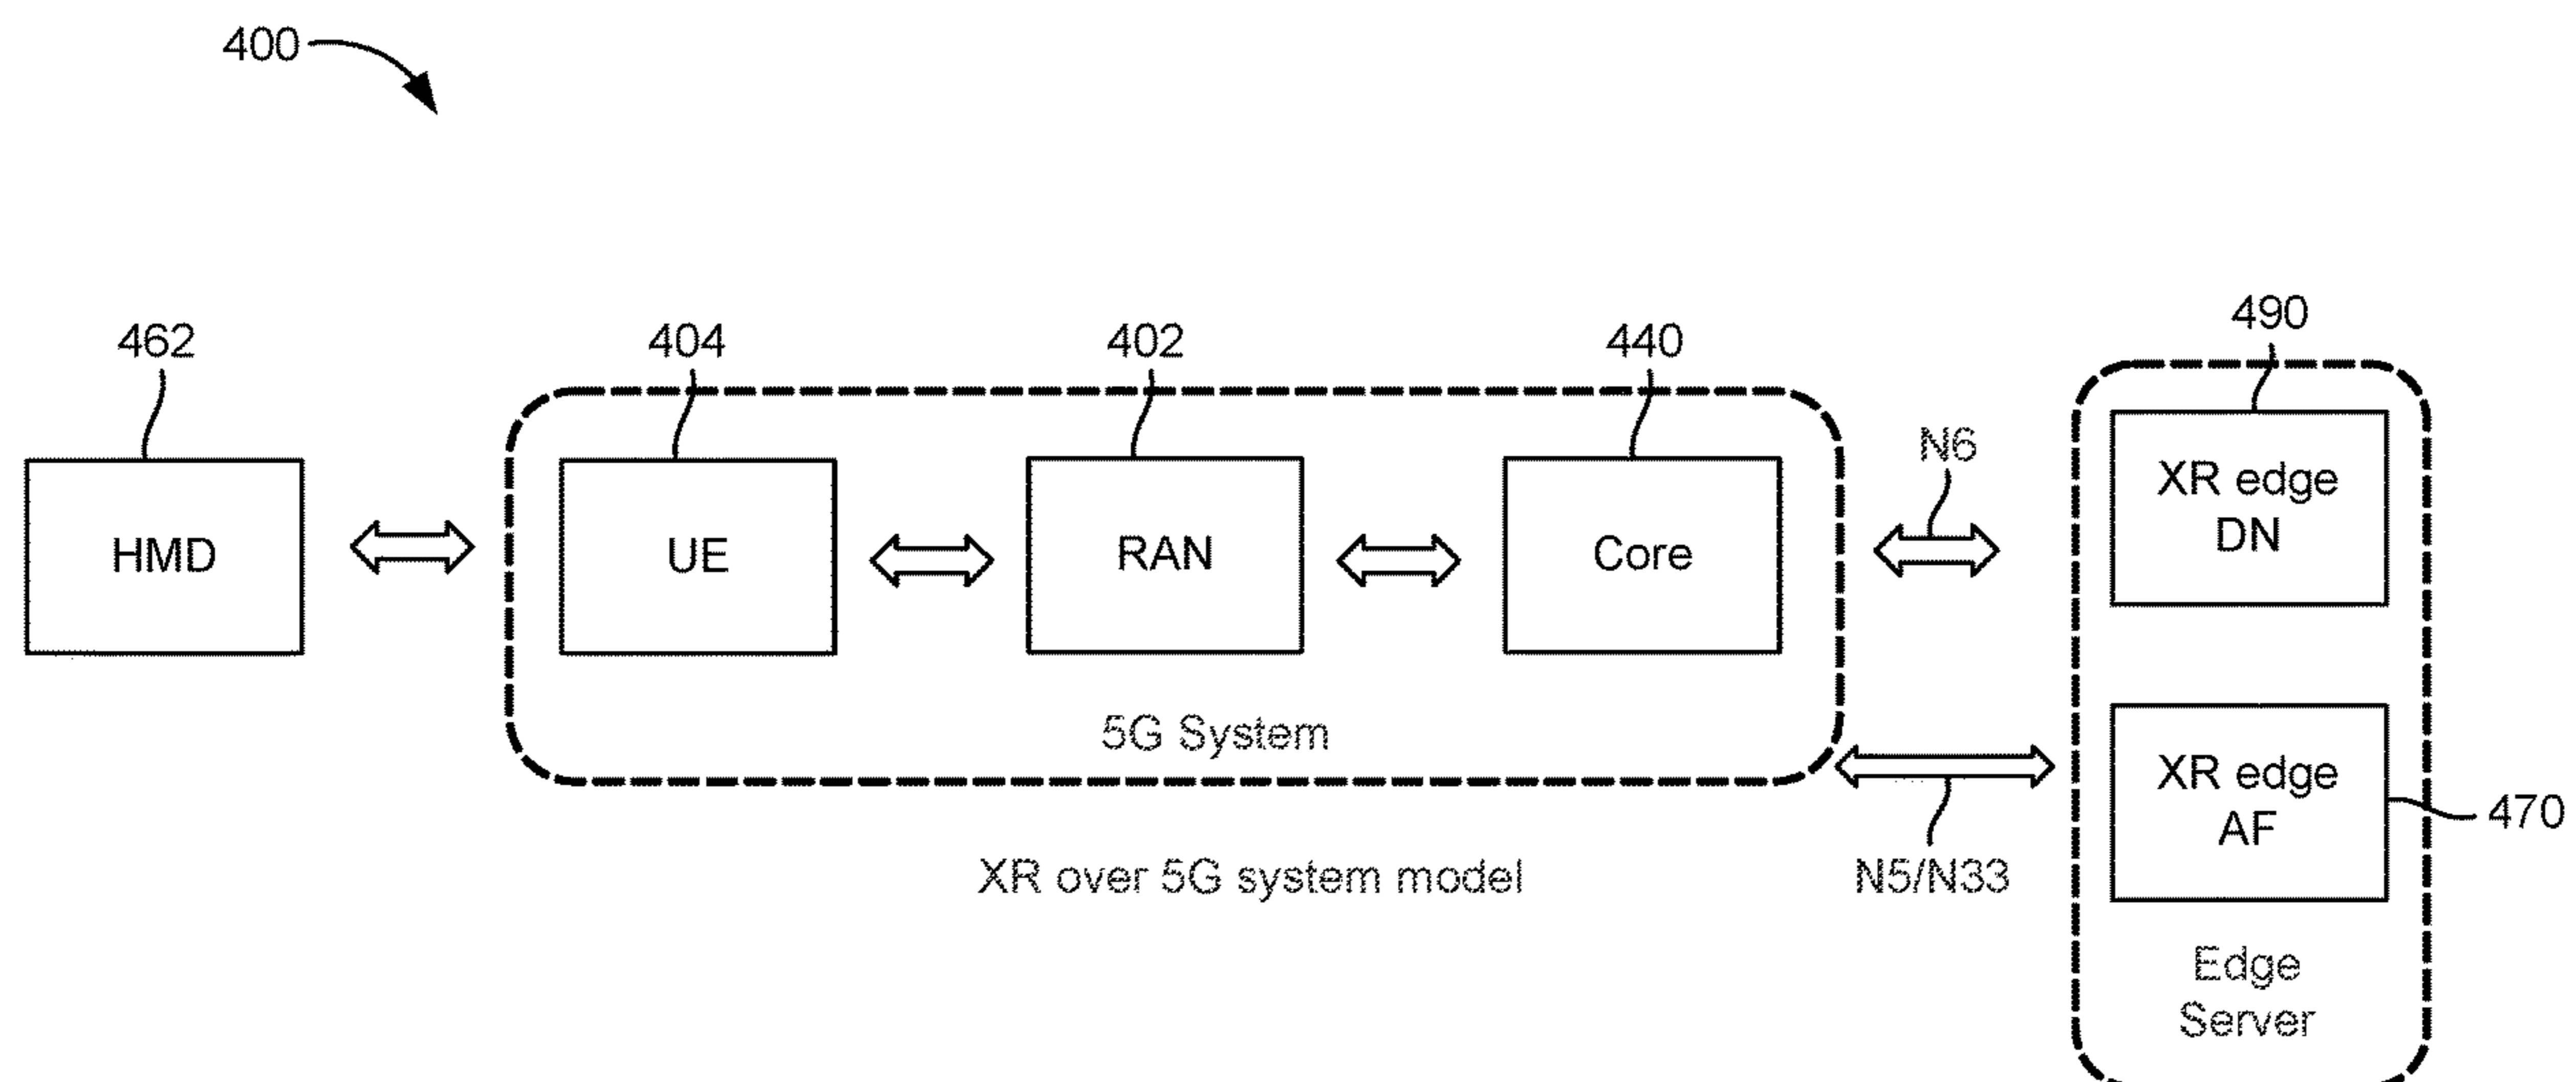 400
462
404
402
440
490
N6
HMD
UE
RAN
Core
XR edge
DN
5G System
XR edge
AF
470
XR over 5G system model
N5/N33
Edge
Server